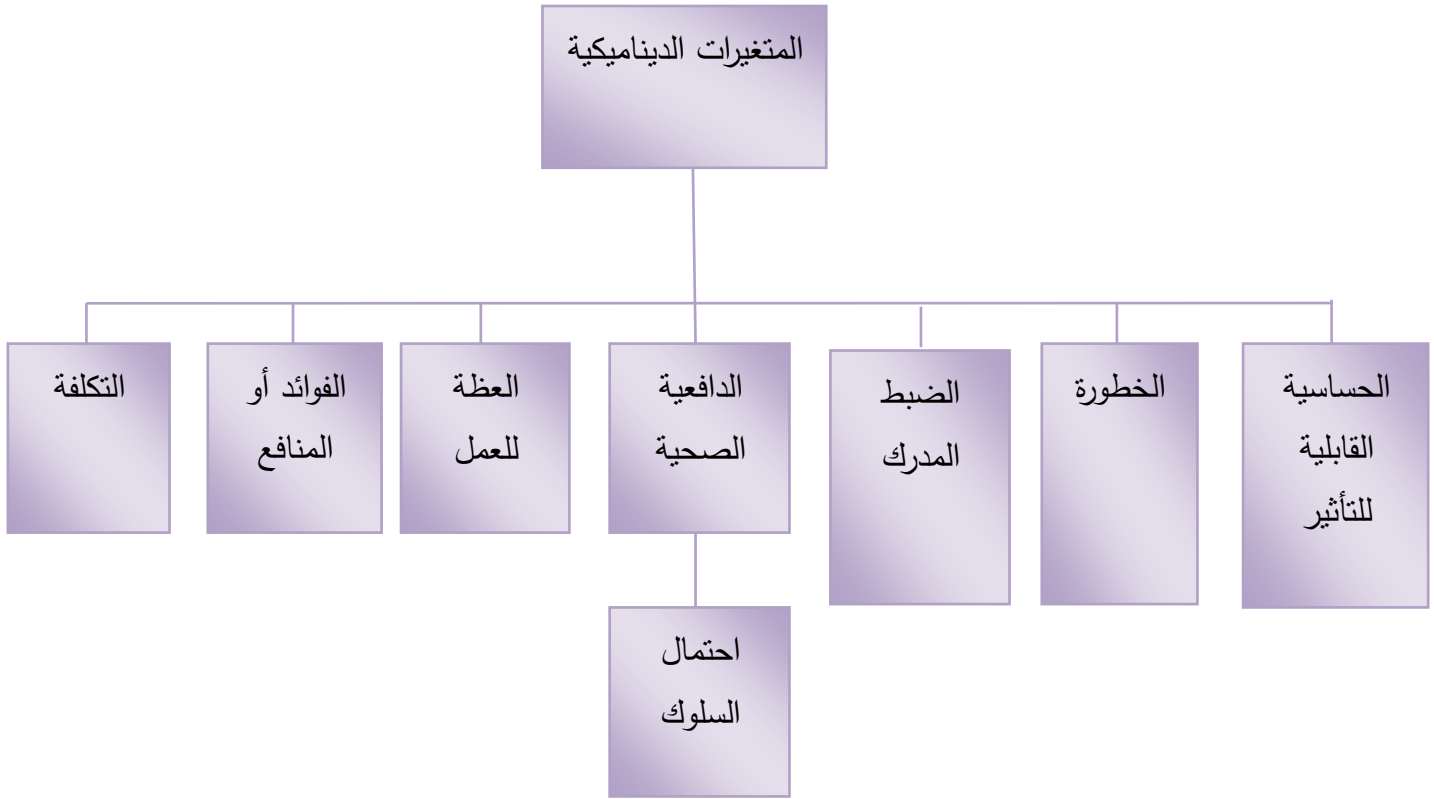 المتغيرات الديناميكية
الحساسية
القابلية
للتأثير
الخطورة
الضبط
المدرك
الدافعية
الصحية
العظة
للعمل
الفوائد أو
المنافع
التكلفة
احتمال
السلوك